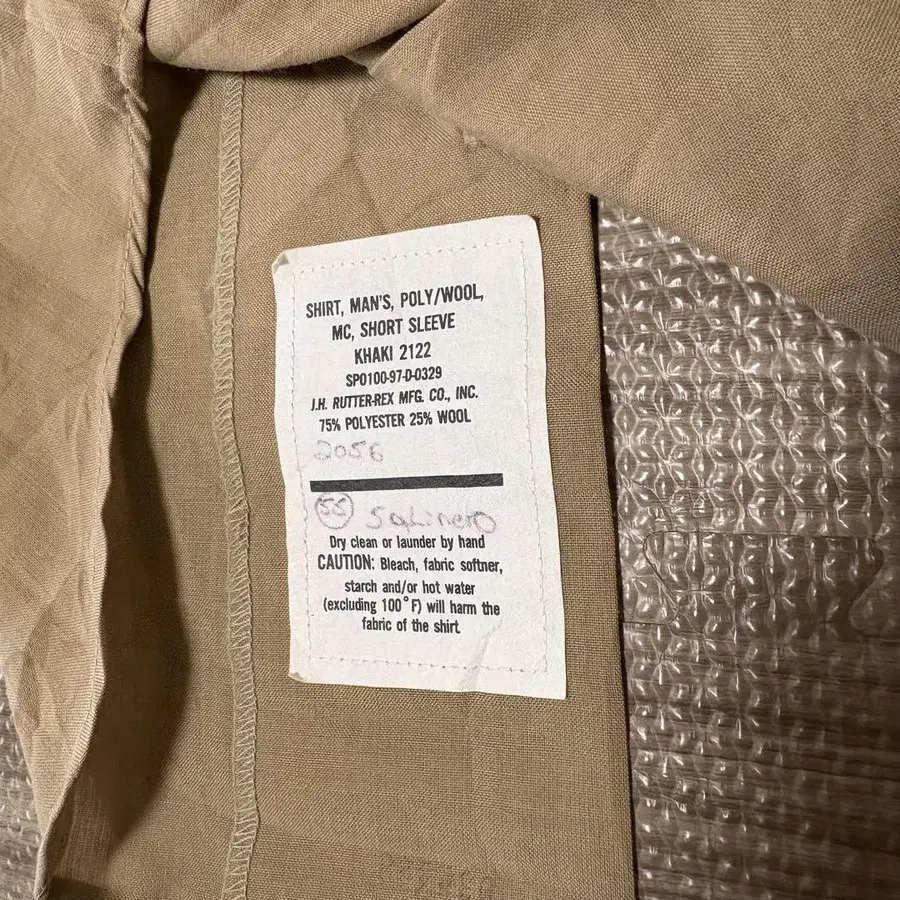 SHIRT, MAN'S, POLY/WOOL,
MC, SHORT SLEEVE
KHAKI 2122
SPO100-97-D-0329
J.H. RUTTER-REX MFG. CO., INC.
75% POLYESTER 25% WOOL
2056
55
Dry clean or launder by hand
CAUTION: Bleach, fabric softner,
starch and/or hot water
(excluding 100°F) will harm the
fabric of the shirt.